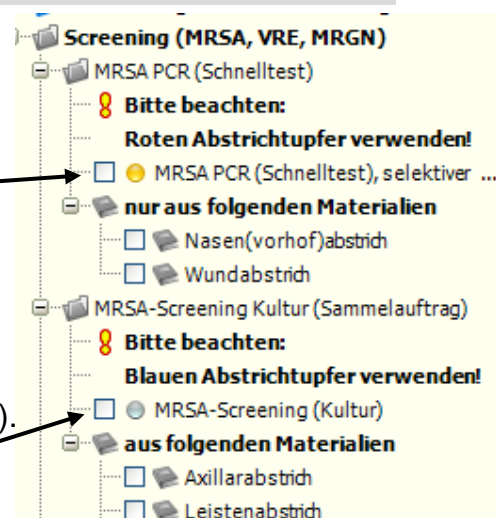 Screening (MRSA, VRE, MRGN)
MRSA PCR (Schnelltest)
Bitte beachten:
Roten Abstrichtupfer verwenden!
MRSA PCR (Schnelltest), selektiver ...
nur aus folgenden Materialien
Nasen(vorhof)abstrich
Wundabstrich
MRSA-Screening Kultur (Sammelauftrag)
Bitte beachten:
Blauen Abstrichtupfer verwenden!
).
MRSA-Screening (Kultur)
aus folgenden Materialien
Axillarabstrich
Leistenabstrich